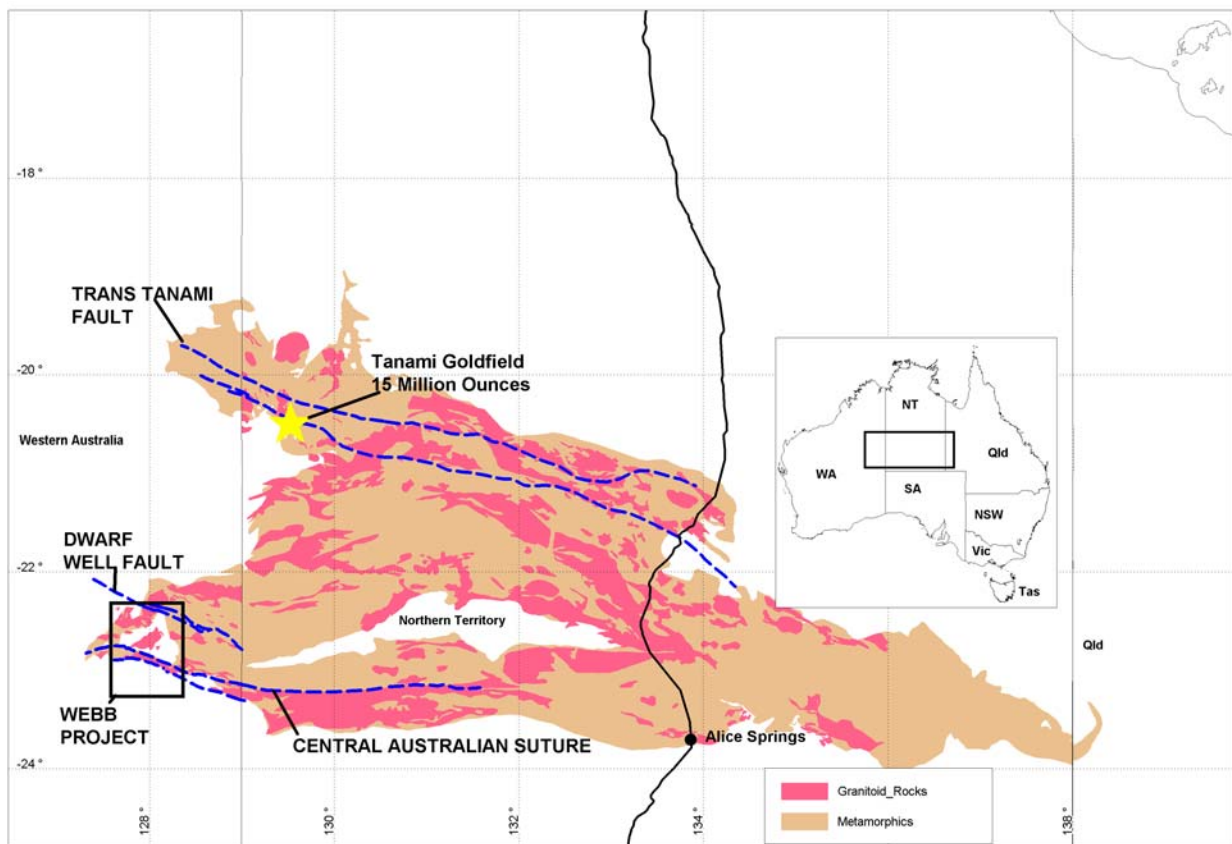 -18°
TRANS TANAMI
FAULT
Tanami Goldfield
15 Million Ounces
-20°
Western Australia
NT
WA
Qld
SA
NSW
Vic
Tas
DWARF
WELL FAULT
-22°
Northern Territory
Qld
WEBB
PROJECT
CENTRAL AUSTRALIAN SUTURE
Alice Springs
-24°
Granitoid_Rocks
Metamorphics
128°
130°
132°
134°
138°